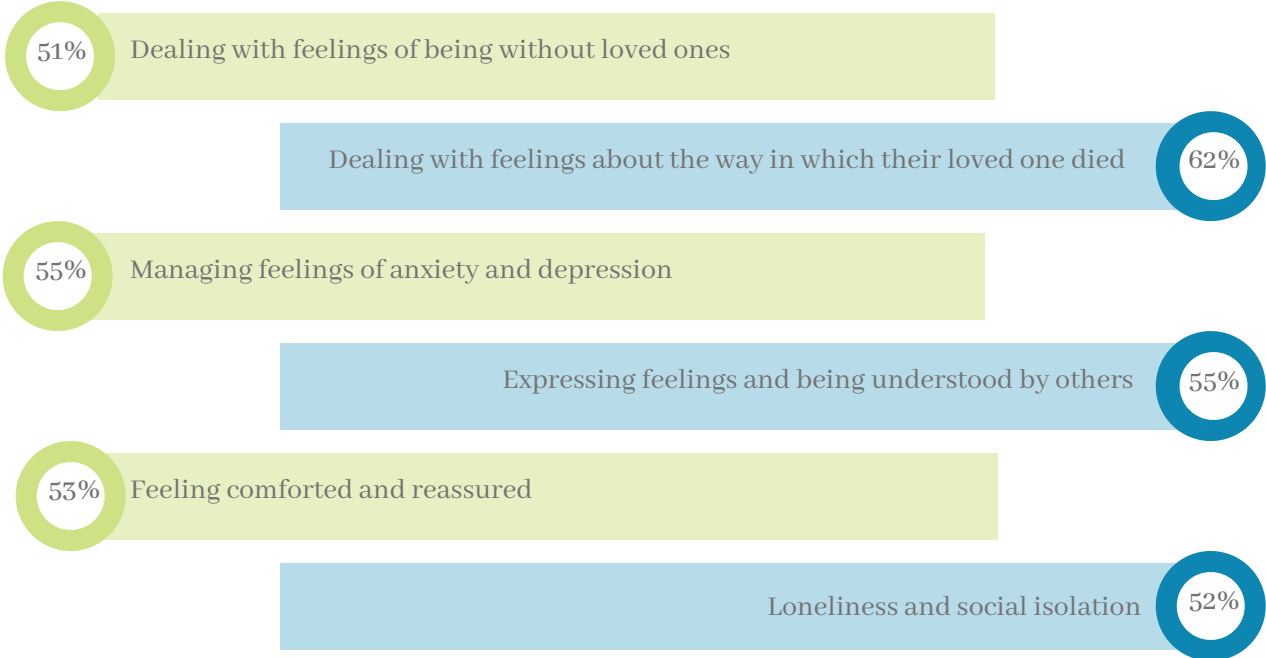 51% Dealing with feelings of being without loved ones
Dealing with feelings about the way in which their loved one died 62%
55% Managing feelings of anxiety and depression
Expressing feelings and being understood by others 55%
53% Feeling comforted and reassured
Loneliness and social isolation 52%